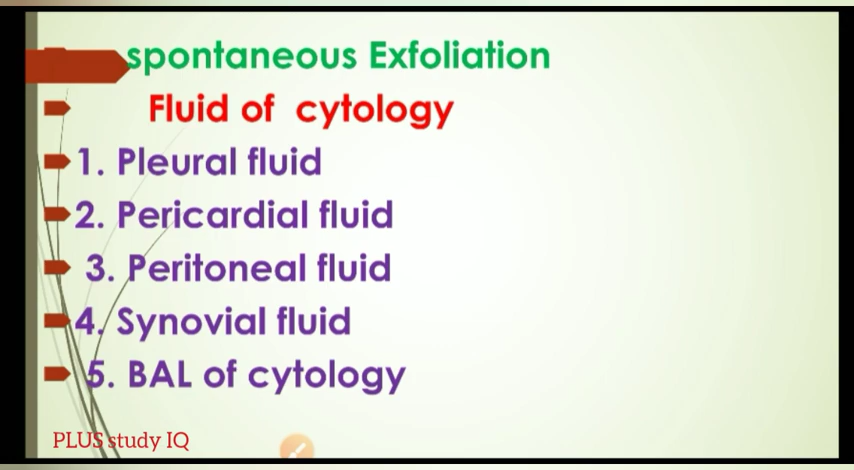 spontaneous Exfoliation
Fluid of cytology
1. Pleural fluid
2. Pericardial fluid
3. Peritoneal fluid
4. Synovial fluid
5. BAL of cytology
PLUS study IQ